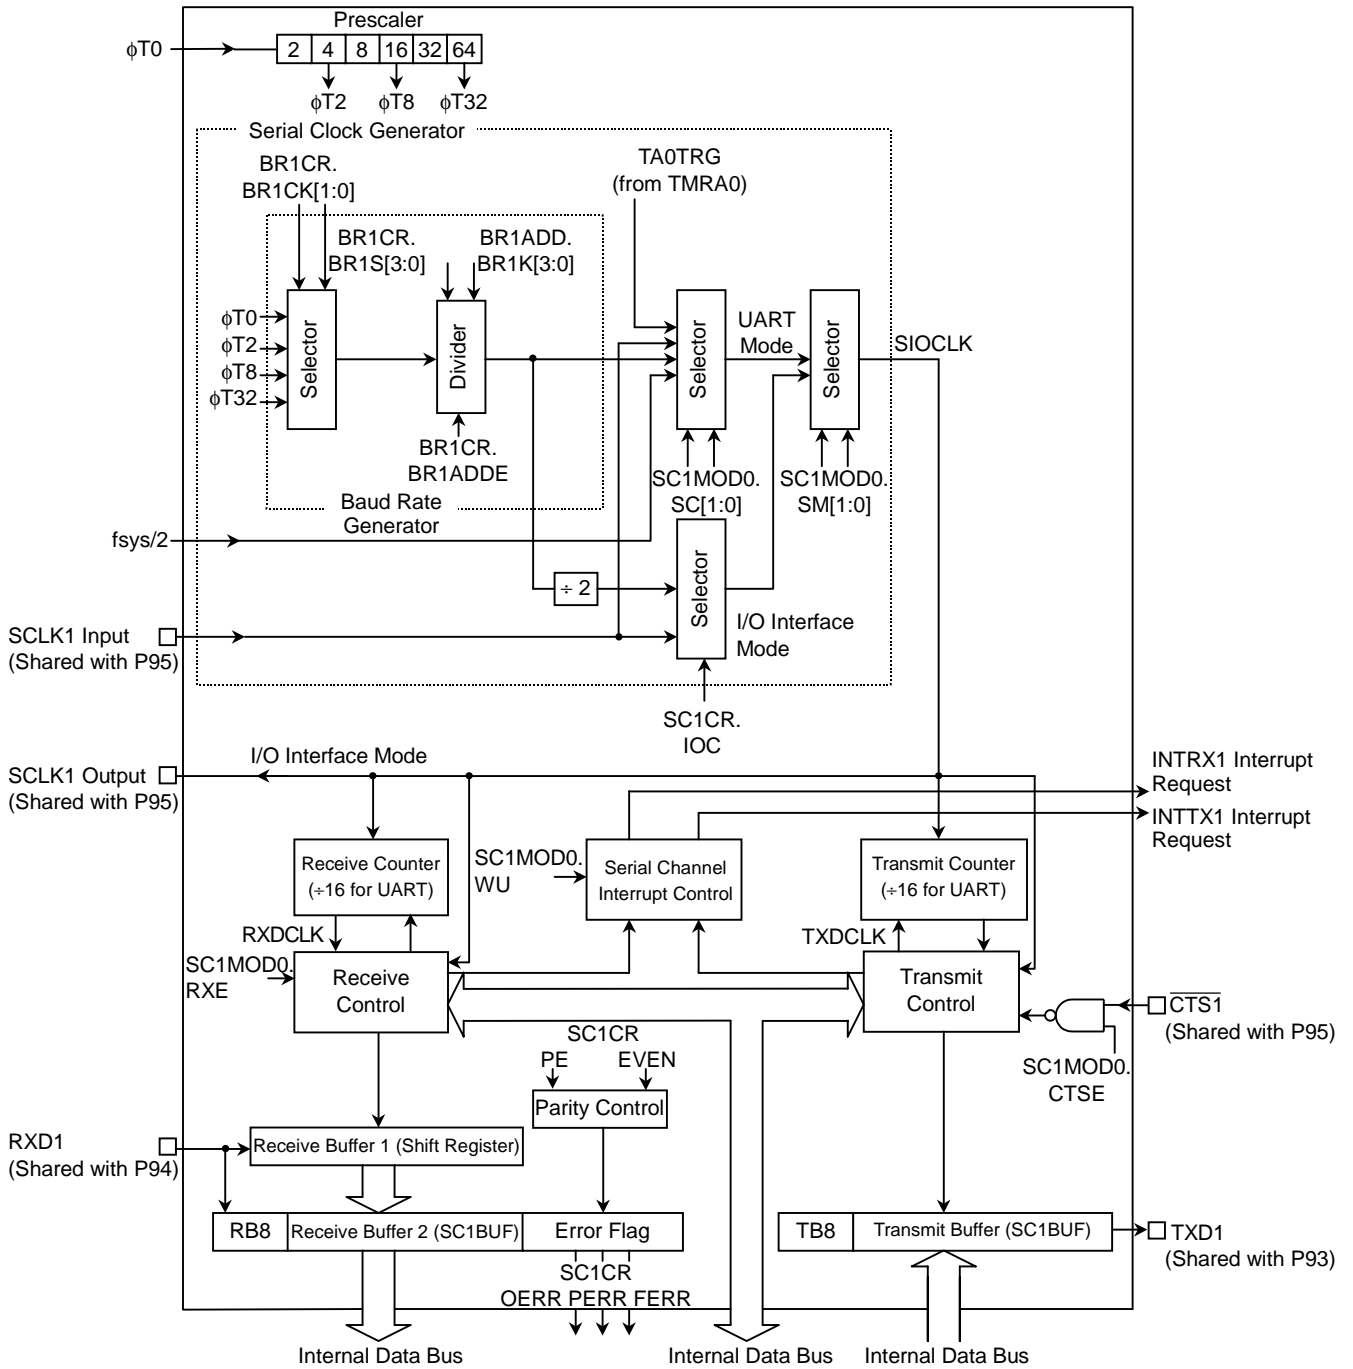 Prescaler
ϕT0
2 4 8 16 32 64
ϕT2 ϕT8 ϕT32
Serial Clock Generator
BR1CR.
BR1CK[1:0]
TA0TRG
(from TMRA0)
BR1CR.
BR1S[3:0]
BR1ADD.
BR1K[3:0]
ϕT0
ϕT2
ϕT8
ϕT32
Selector
Divider
Selector
UART
Mode
Selector
SIOCLK
BR1CR.
BR1ADDE
SC1MOD0.
SC[1:0]
SC1MOD0.
SM[1:0]
Baud Rate
Generator
fsys/2
÷ 2
Selector
I/O Interface
Mode
SCLK1 Input
(Shared with P95)
SC1CR.
IOC
I/O Interface Mode
SCLK1 Output
(Shared with P95)
INTRX1 Interrupt
Request
INTTX1 Interrupt
Request
Receive Counter
(÷16 for UART)
SC1MOD0.
WU
Serial Channel
Interrupt Control
Transmit Counter
(÷16 for UART)
RXDCLK
TXDCLK
SC1MOD0.
RXE
Receive
Control
Transmit
Control
CTS1
(Shared with P95)
SC1MOD0.
CTSE
SC1CR
PE EVEN
Parity Control
RXD1
(Shared with P94)
Receive Buffer 1 (Shift Register)
RB8 Receive Buffer 2 (SC1BUF) Error Flag
TB8 Transmit Buffer (SC1BUF)
TXD1
(Shared with P93)
SC1CR
OERR PERR FERR
Internal Data Bus
Internal Data Bus
Internal Data Bus